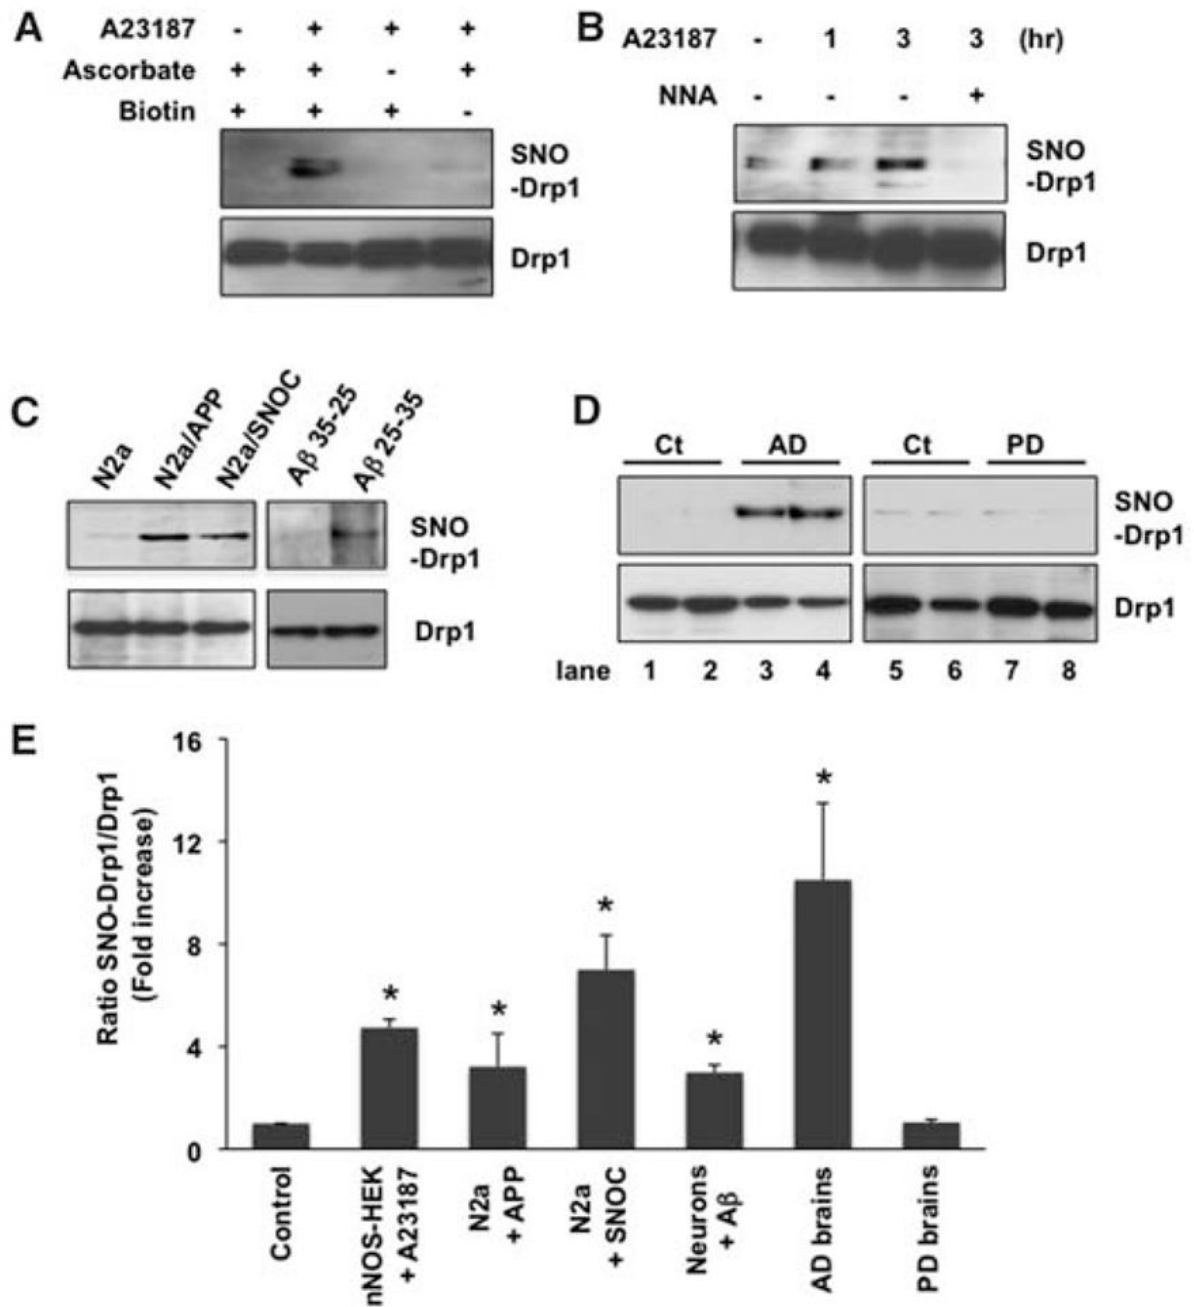 A
A23187 - + + +
Ascorbate + + - +
Biotin + + + -
SNO
-Drp1
Drp1
B
A23187 - 1 3 3 (hr)
NNA - - - +
SNO
-Drp1
Drp1
C
N2a
N2a/APP
N2a/SNOC
Aβ 35-25
Aβ 25-35
SNO
-Drp1
Drp1
D
Ct AD Ct PD
SNO
-Drp1
Drp1
lane 1 2 3 4 5 6 7 8
E
Ratio SNO-Drp1/Drp1
(Fold increase)
16
12
8
4
0
* * * * *
Control
nNOS-HEK
+ A23187
N2a
+ APP
N2a
+ SNOC
Neurons
+ Aβ
AD brains
PD brains